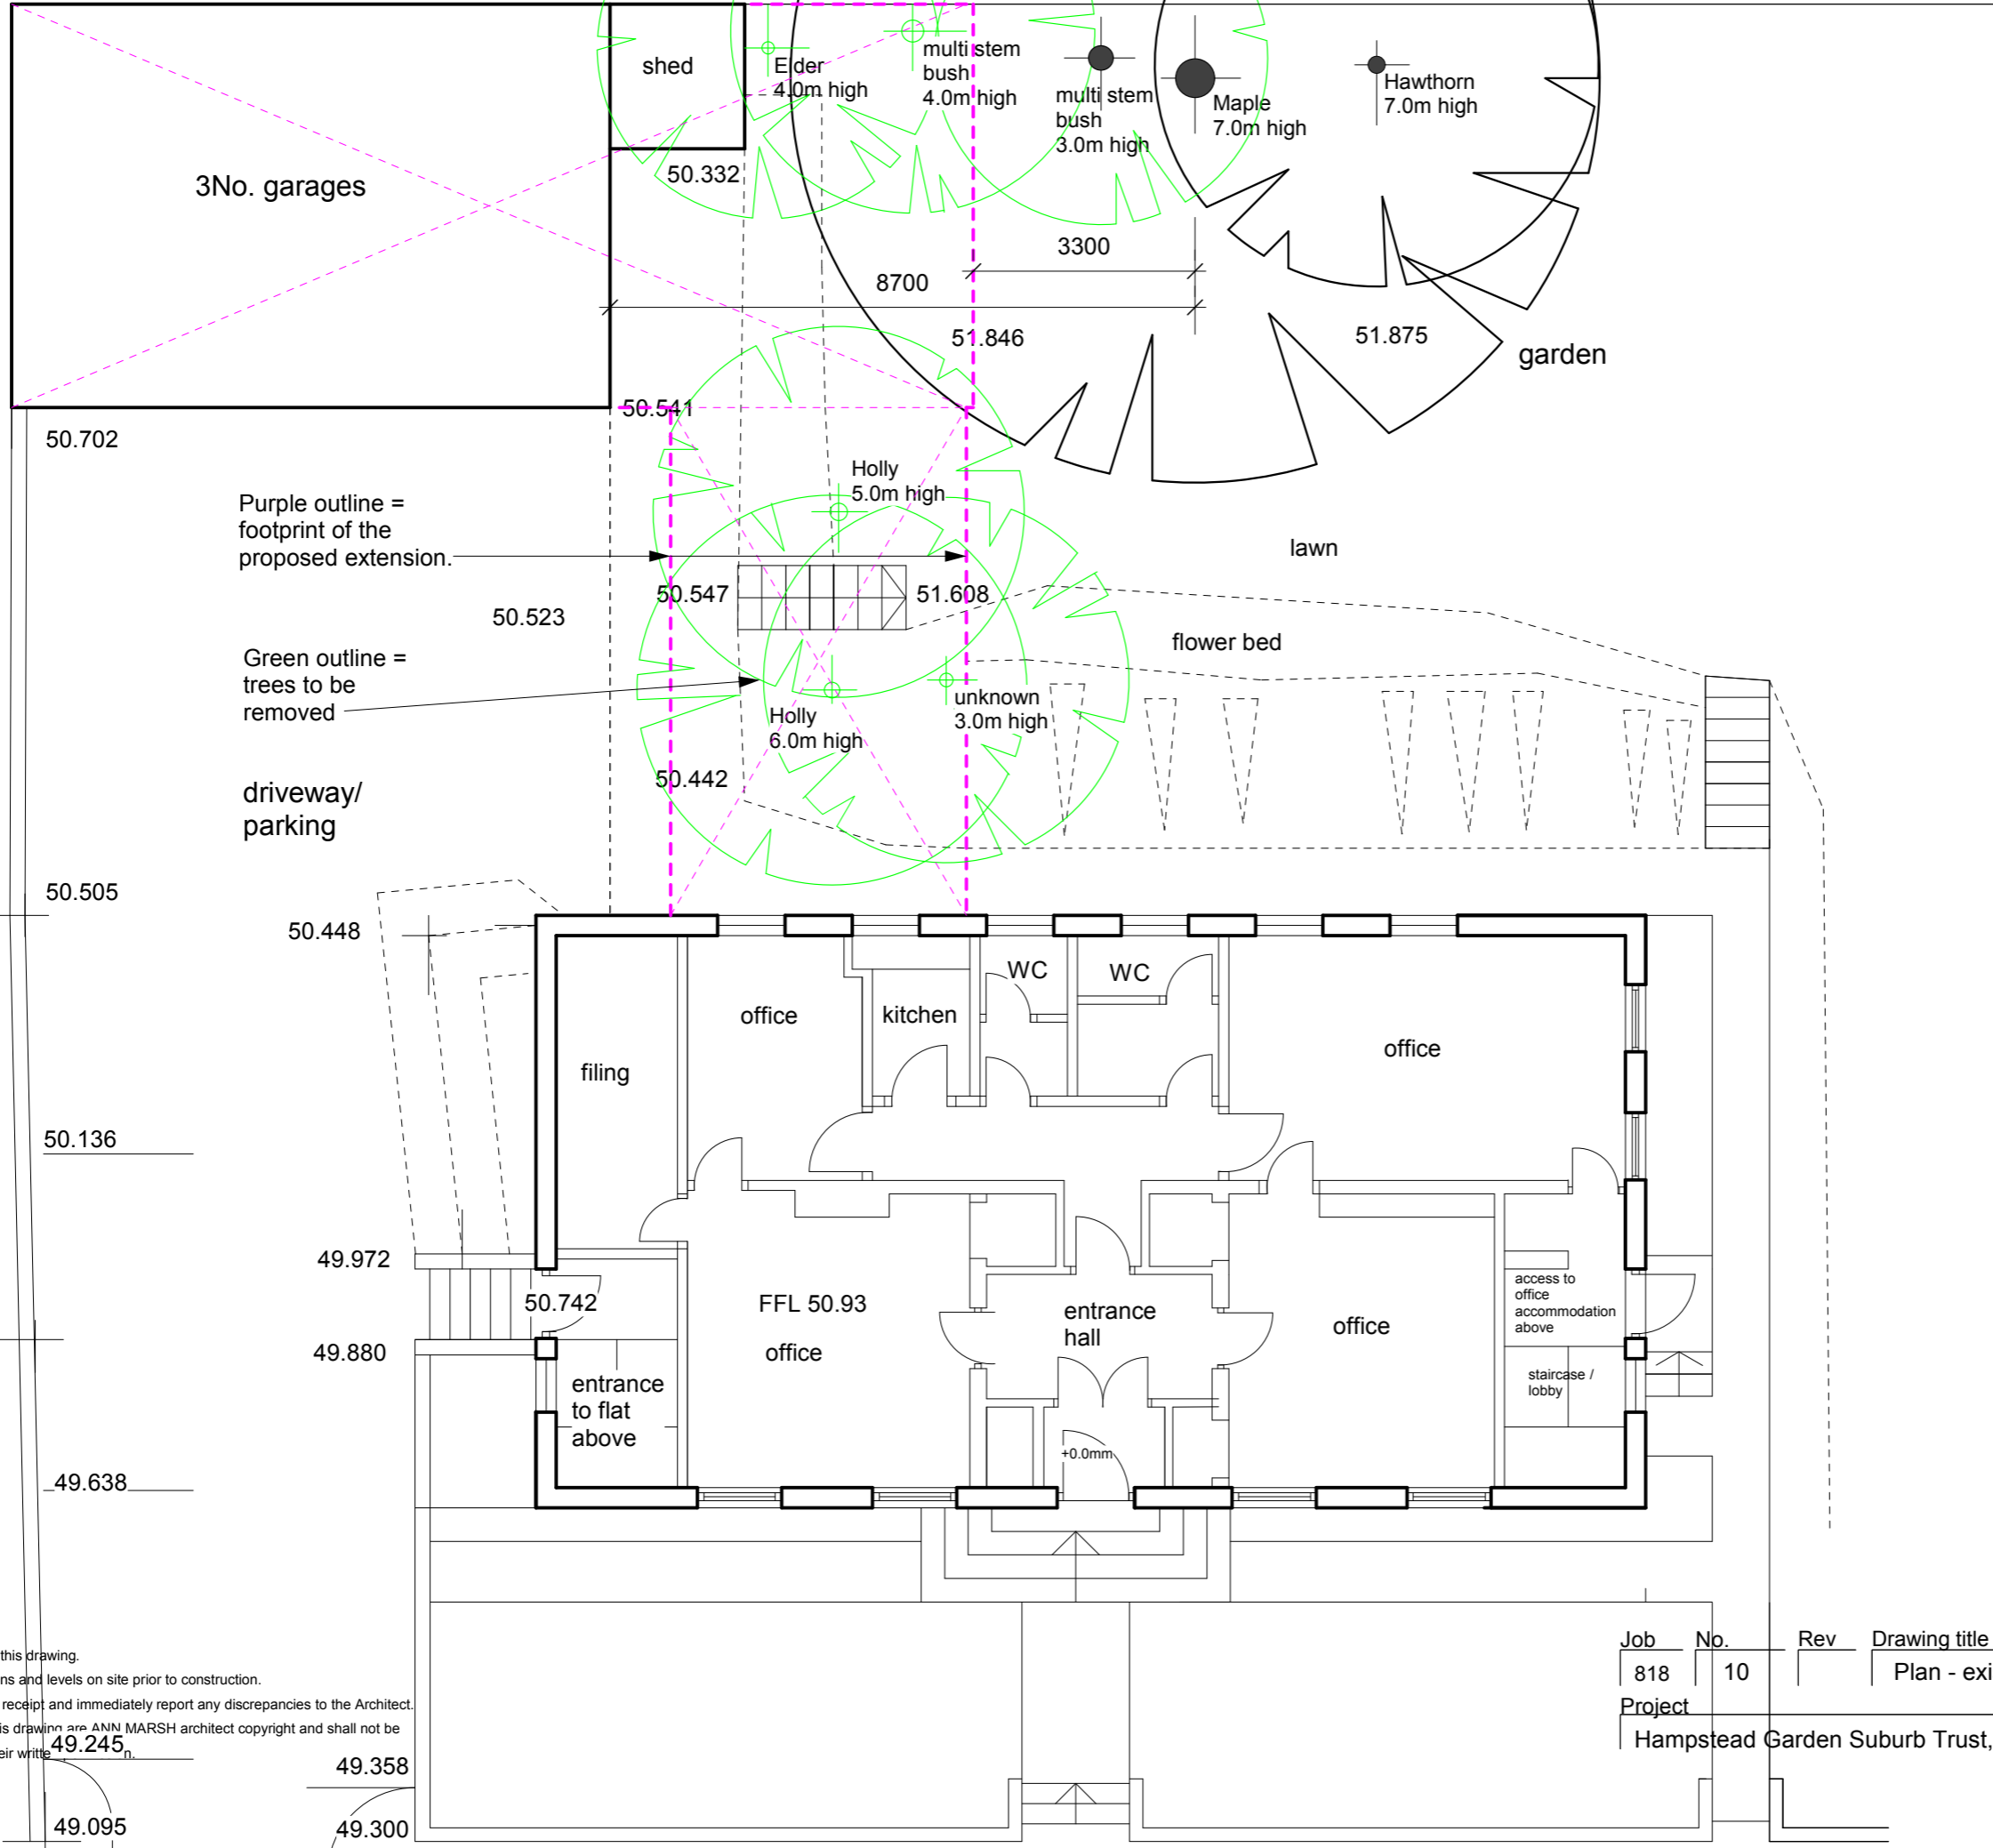 shed
Elder
4.0m high
multi stem
bush
4.0m high
multi stem
bush
3.0m high
Maple
7.0m high
Hawthorn
7.0m high
3No. garages
50.332
3300
8700
51.846
51.875
garden
50.541
50.702
Holly
5.0m high
Purple outline =
footprint of the
proposed extension.
lawn
50.547
51.608
50.523
flower bed
Green outline =
trees to be
removed
unknown
3.0m high
Holly
6.0m high
50.442
driveway/
parking
50.505
50.448
WC
WC
office
kitchen
office
filing
50.136
49.972
50.742
FFL 50.93
office
entrance
hall
office
access to
office
accommodation
above
49.880
entrance
to flat
above
staircase /
lobby
+0.0mm
49.638
this drawing.
ns and levels on site prior to construction.
receipt and immediately report any discrepancies to the Architect.
is drawing are ANN MARSH architect copyright and shall not be
eir writte n.
49.245
49.358
49.095
49.300
Job No. Rev Drawing title
818 10 Plan - exi
Project
Hampstead Garden Suburb Trust,